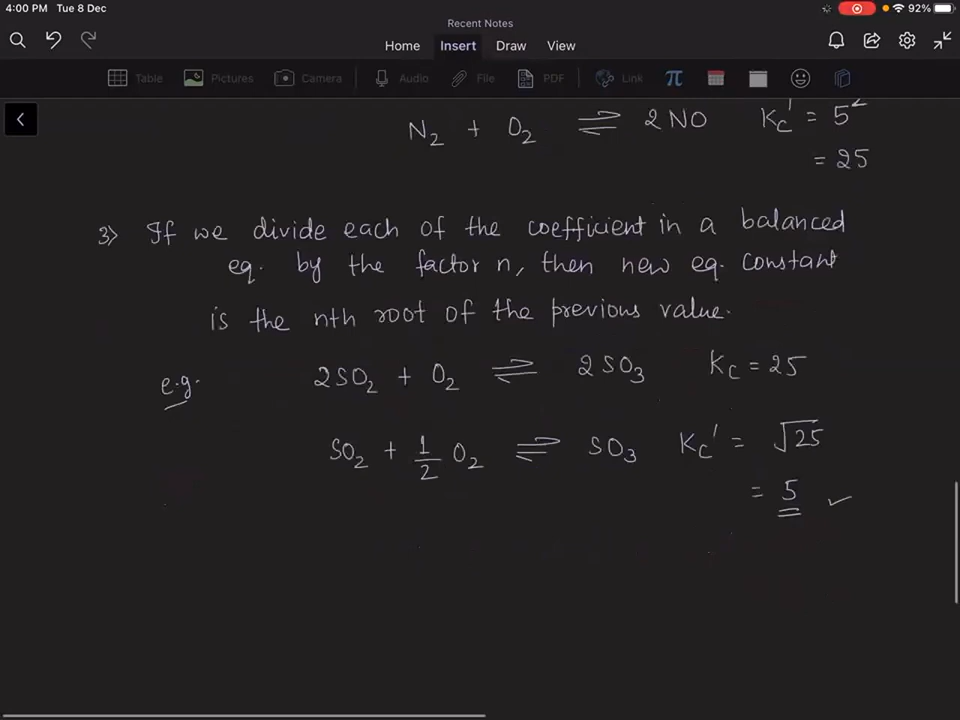 4:00 PM Tue 8 Dec
92%
Recent Notes
Home Insert Draw View
Table Pictures Camera Audio File PDF Link π
N₂ + O₂ ⇌ 2NO Kc' = 5²
= 25
3> If we divide each of the coefficient in a balanced
eq. by the factor n, then new eq. constant
is the nth root of the previous value.
e.g. 2SO₂ + O₂ ⇌ 2SO₃ Kc = 25
SO₂ + 1/2 O₂ ⇌ SO₃ Kc' = √25
= 5 ✓